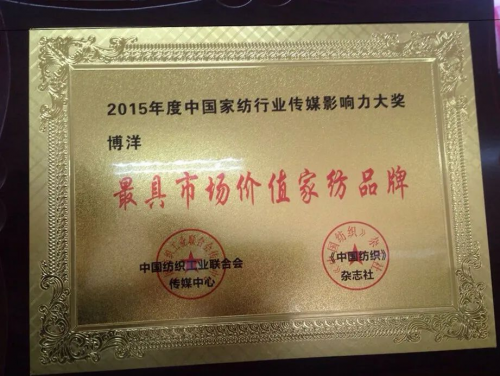 2015年度中国家纺行业传媒影响力大奖
博洋
最具市场价值家纺品牌
中国纺织工业联合会
传媒中心
《中国纺织》
杂志社